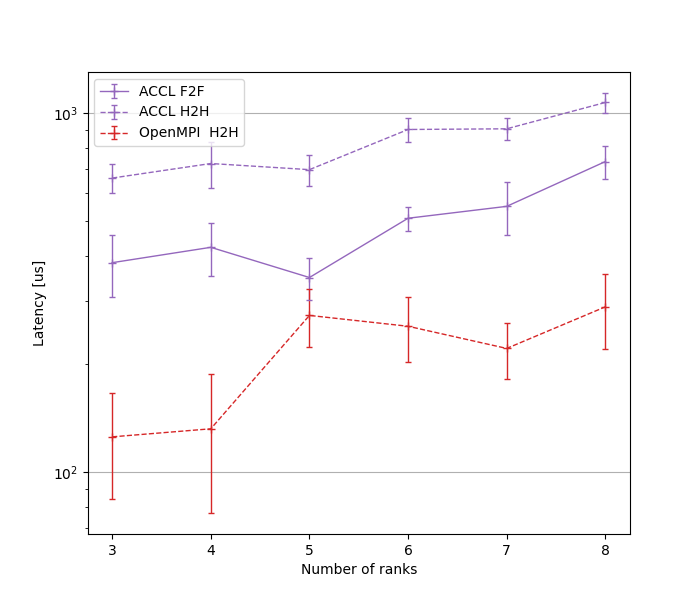 ACCL F2F
ACCL H2H
OpenMPI  H2H
10³
10²
Latency [us]
3 4 5 6 7 8
Number of ranks